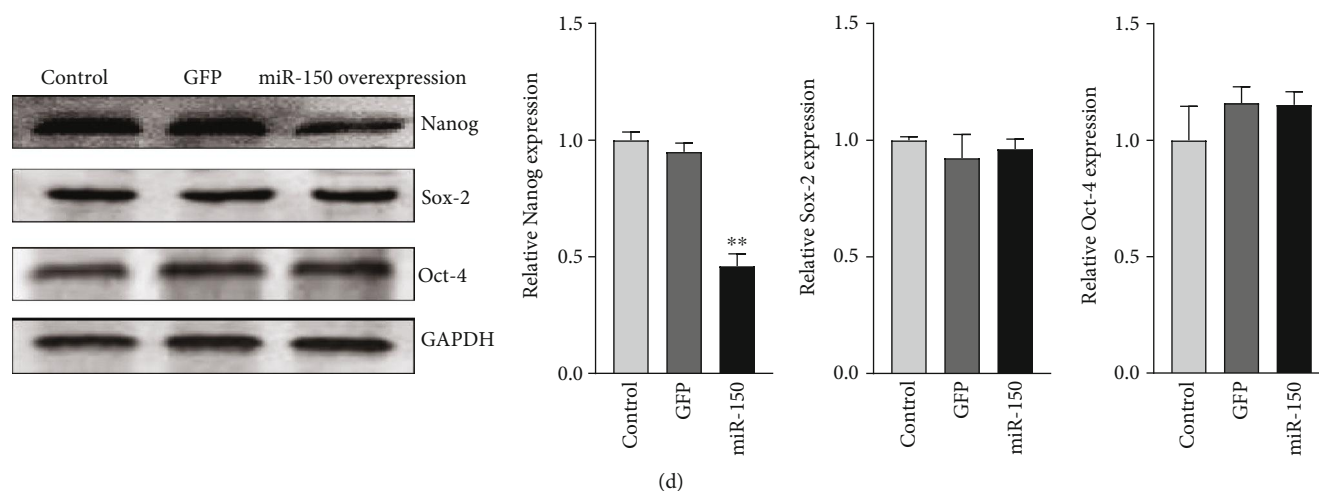 Control GFP miR-150 overexpression
Nanog
Sox-2
Oct-4
GAPDH
Relative Nanog expression
1.5
1.0
0.5
0.0
**
Control
GFP
miR-150
Relative Sox-2 expression
1.5
1.0
0.5
0.0
Control
GFP
miR-150
Relative Oct-4 expression
1.5
1.0
0.5
0.0
Control
GFP
miR-150
(d)